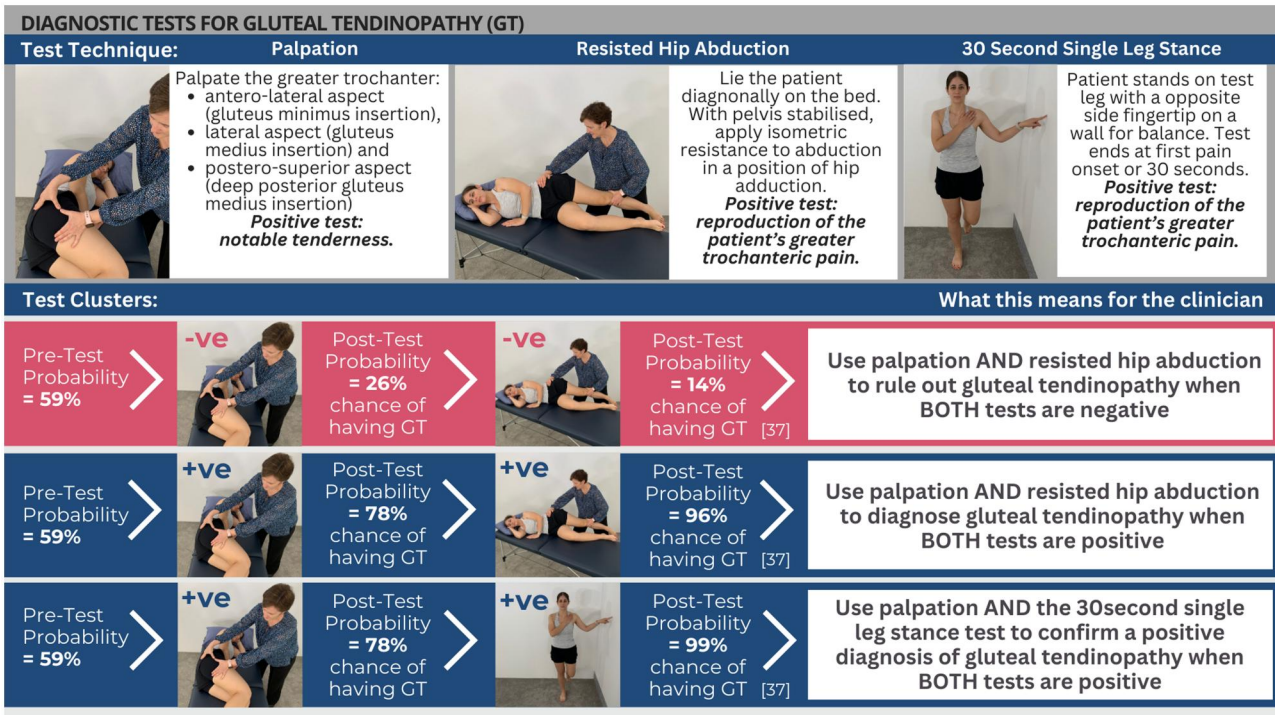 DIAGNOSTIC TESTS FOR GLUTEAL TENDINOPATHY (GT)
Test Technique:
Palpation
Resisted Hip Abduction
30 Second Single Leg Stance
Palpate the greater trochanter:
• antero-lateral aspect
(gluteus minimus insertion),
• lateral aspect (gluteus
medius insertion) and
• postero-superior aspect
(deep posterior gluteus
medius insertion)
Positive test:
notable tenderness.
Lie the patient
diagnonally on the bed.
With pelvis stabilised,
apply isometric
resistance to abduction
in a position of hip
adduction.
Positive test:
reproduction of the
patient's greater
trochanteric pain.
Patient stands on test
leg with a opposite
side fingertip on a
wall for balance. Test
ends at first pain
onset or 30 seconds.
Positive test:
reproduction of the
patient's greater
trochanteric pain.
Test Clusters:
What this means for the clinician
Pre-Test
Probability
= 59%
-ve
Post-Test
Probability
= 26%
chance of
having GT
-ve
Post-Test
Probability
= 14%
chance of
having GT [37]
Use palpation AND resisted hip abduction
to rule out gluteal tendinopathy when
BOTH tests are negative
Pre-Test
Probability
= 59%
+ve
Post-Test
Probability
= 78%
chance of
having GT
+ve
Post-Test
Probability
= 96%
chance of
having GT [37]
Use palpation AND resisted hip abduction
to diagnose gluteal tendinopathy when
BOTH tests are positive
Pre-Test
Probability
= 59%
+ve
Post-Test
Probability
= 78%
chance of
having GT
+ve
Post-Test
Probability
= 99%
chance of
having GT [37]
Use palpation AND the 30second single
leg stance test to confirm a positive
diagnosis of gluteal tendinopathy when
BOTH tests are positive